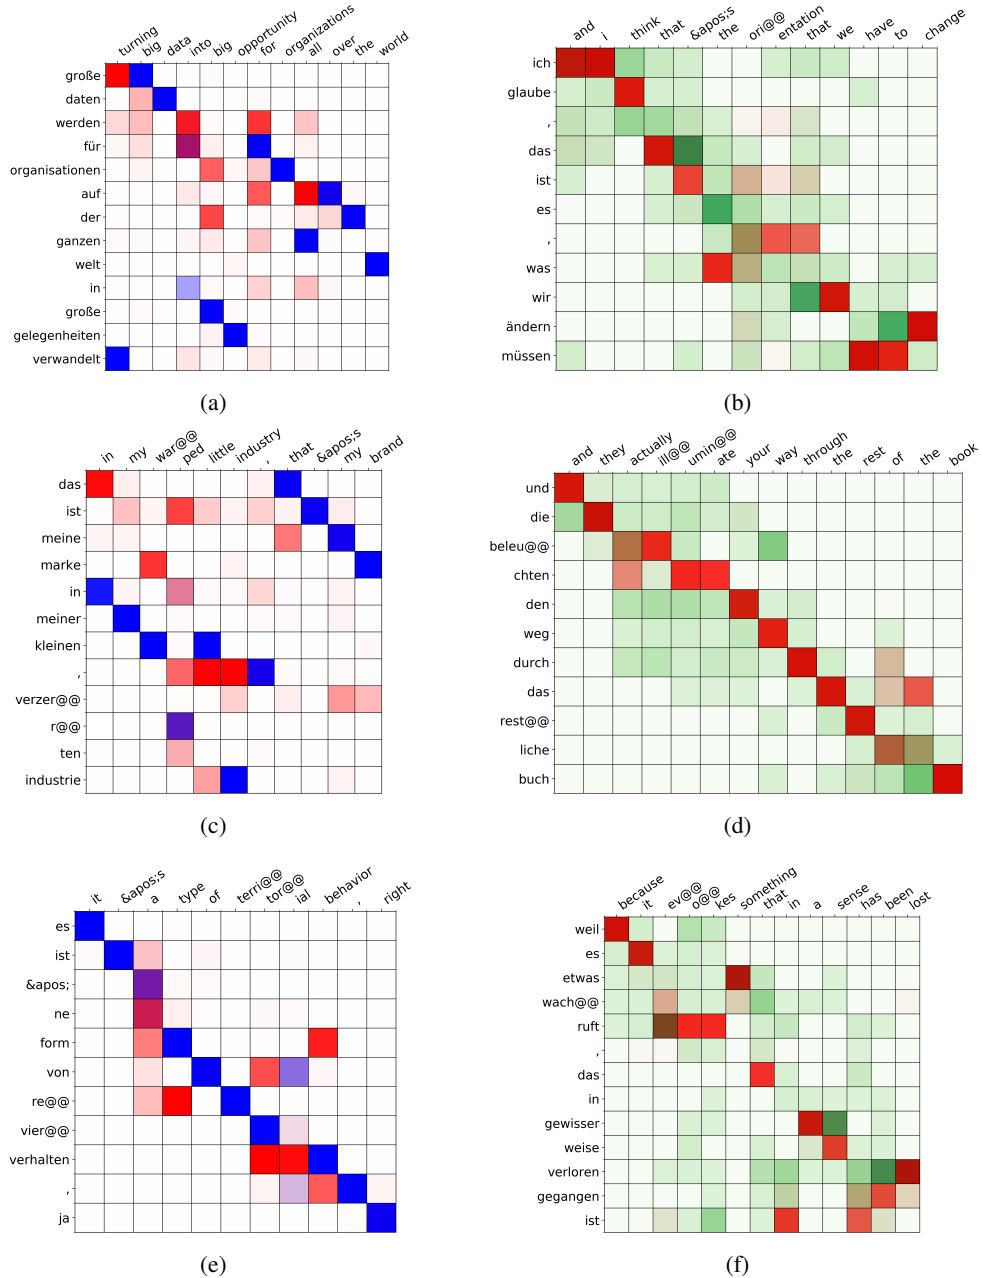 turning big data into big opportunity for organizations all over the world
große
daten
werden
für
organisationen
auf
der
ganzen
welt
in
große
gelegenheiten
verwandelt
(a)
and i think that &apos;s the ori@@ entation that we have to change
ich
glaube
,
das
ist
es
,
was
wir
ändern
müssen
(b)
in my war@@ ped little industry , that &apos;s my brand
das
ist
meine
marke
in
meiner
kleinen
,
verzer@@
r@@
ten
industrie
(c)
and they actually ill@@ umin@@ ate your way through the rest of the book
und
die
beleu@@
chten
den
weg
durch
das
rest@@
liche
buch
(d)
it &apos;s a type of terri@@ tor@@ ial behavior , right
es
ist
&apos;
ne
form
von
re@@
vier@@
verhalten
,
ja
(e)
because it ev@@ o@@ kes something that in a sense has been lost
weil
es
etwas
wach@@
ruft
,
das
in
gewisser
weise
verloren
gegangen
ist
(f)